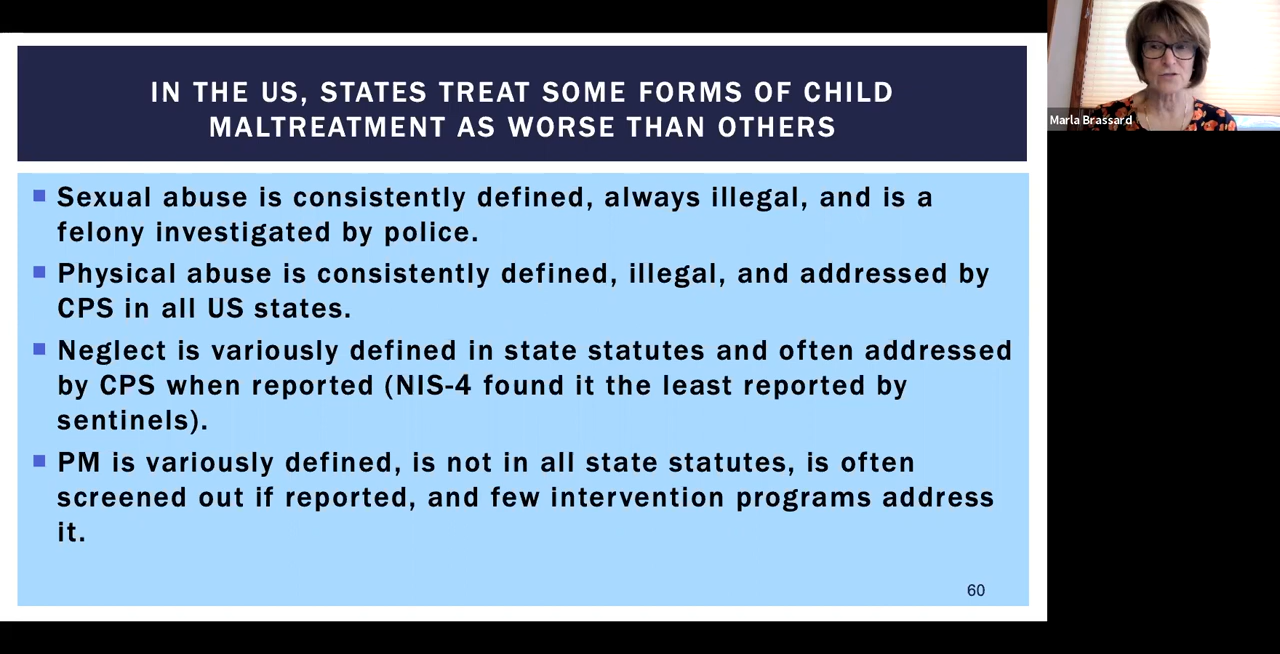 IN THE US, STATES TREAT SOME FORMS OF CHILD
MALTREATMENT AS WORSE THAN OTHERS
Sexual abuse is consistently defined, always illegal, and is a
felony investigated by police.
Physical abuse is consistently defined, illegal, and addressed by
CPS in all US states.
Neglect is variously defined in state statutes and often addressed
by CPS when reported (NIS-4 found it the least reported by
sentinels).
PM is variously defined, is not in all state statutes, is often
screened out if reported, and few intervention programs address
it.
60
Marla Brassard